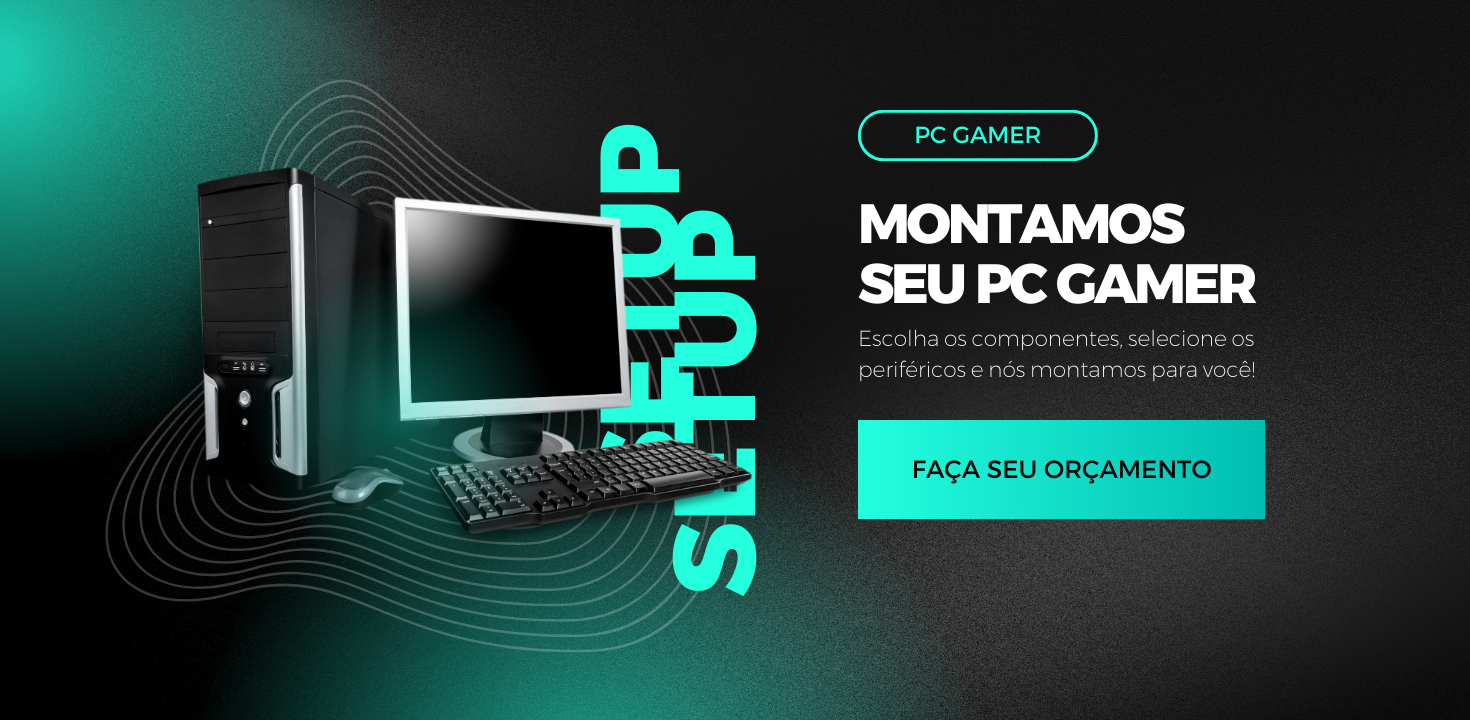 SETUP
SETUP
PC GAMER
MONTAMOS
SEU PC GAMER
Escolha os componentes, selecione os
periféricos e nós montamos para você!
FAÇA SEU ORÇAMENTO